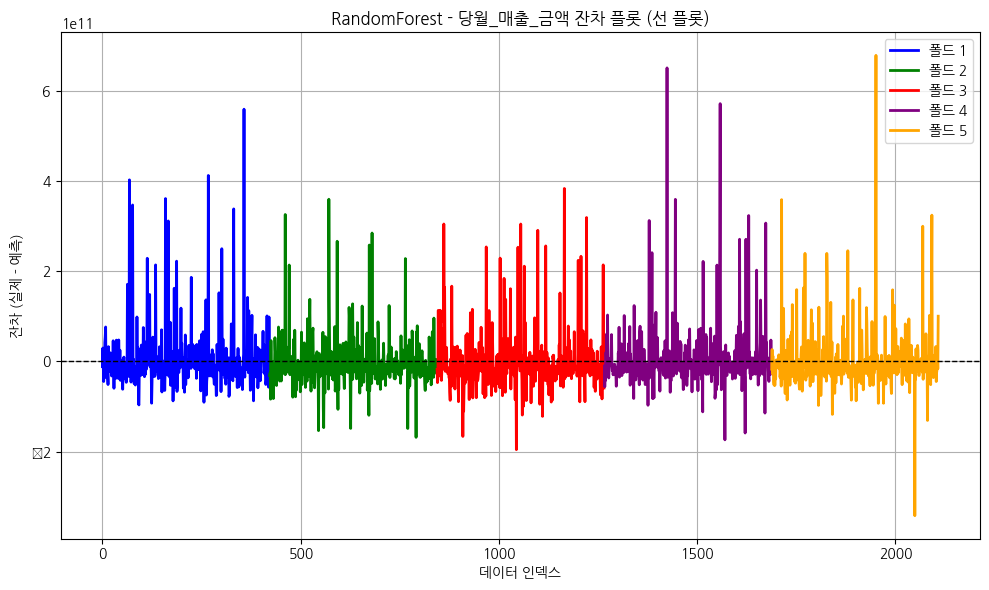 RandomForest - 당월_매출_금액 잔차 플롯 (선 플롯)
1e11
폴드 1
폴드 2
폴드 3
폴드 4
폴드 5
잔차 (실제 - 예측)
6
4
2
0
2
0
500
1000
1500
2000
데이터 인덱스